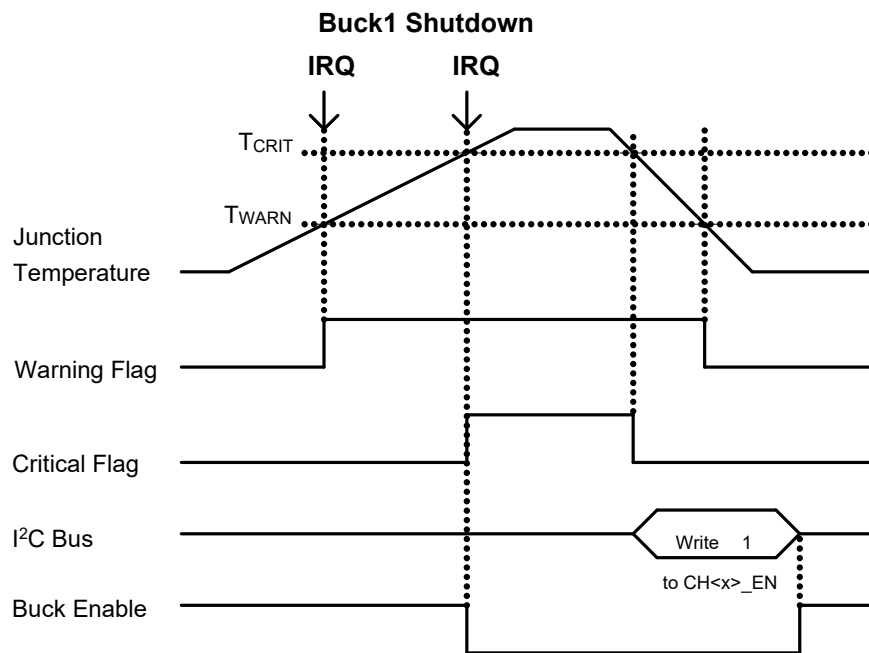 Buck1 Shutdown
IRQ IRQ
TCRIT
TWARN
Junction
Temperature
Warning Flag
Critical Flag
I²C Bus
Write 1
to CH<x>_EN
Buck Enable